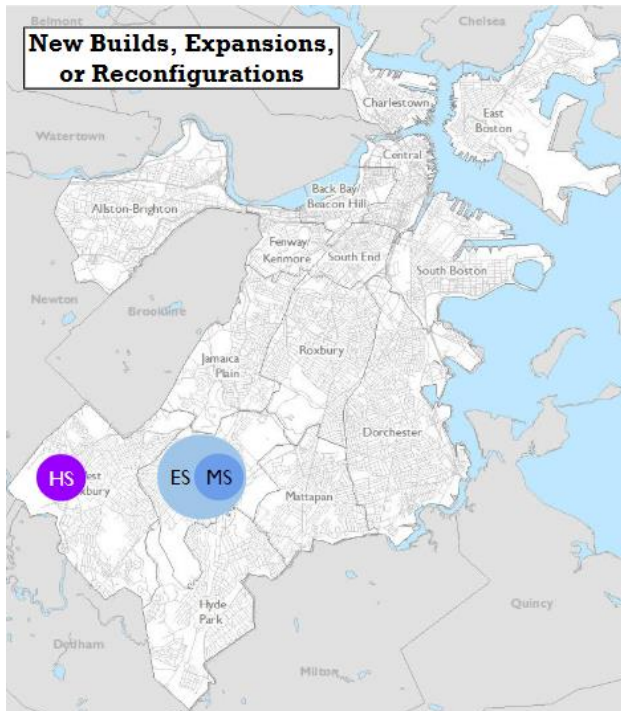 Belmont
Chelsea
New Builds, Expansions,
or Reconfigurations
Charlestown
East
Boston
Watertown
Central
Back Bay/
Beacon Hill
Allston-Brighton
Fenway/
Kenmore
South End
South Boston
Newton
Brookline
Jamaica
Plain
Roxbury
Dorchester
HS
West
Roxbury
ES
MS
Mattapan
Hyde
Park
Quincy
Dedham
Milton